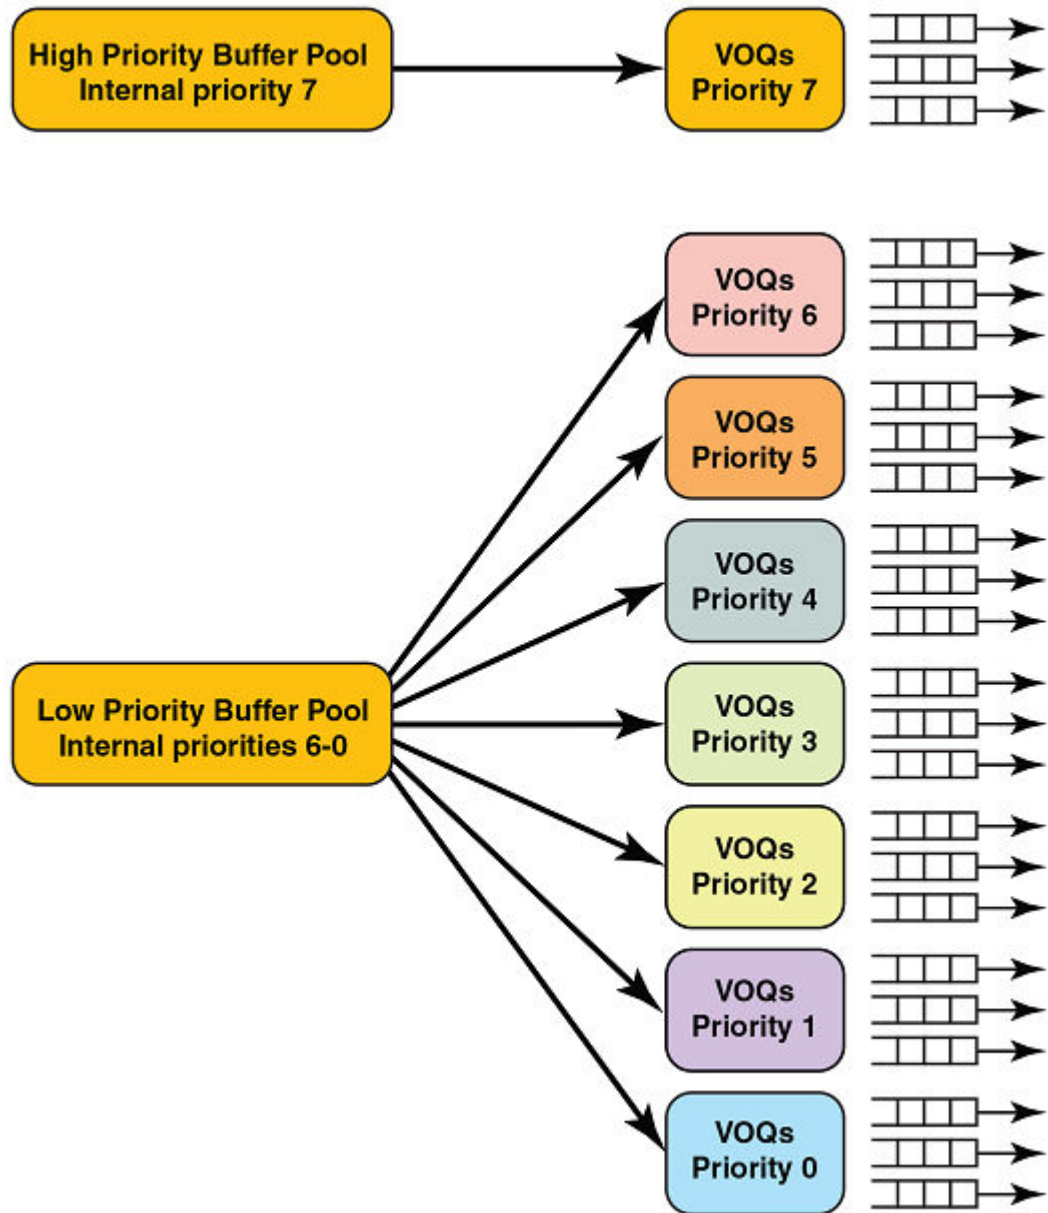 High Priority Buffer Pool
Internal priority 7
VOQs
Priority 7
VOQs
Priority 6
VOQs
Priority 5
VOQs
Priority 4
Low Priority Buffer Pool
Internal priorities 6-0
VOQs
Priority 3
VOQs
Priority 2
VOQs
Priority 1
VOQs
Priority 0